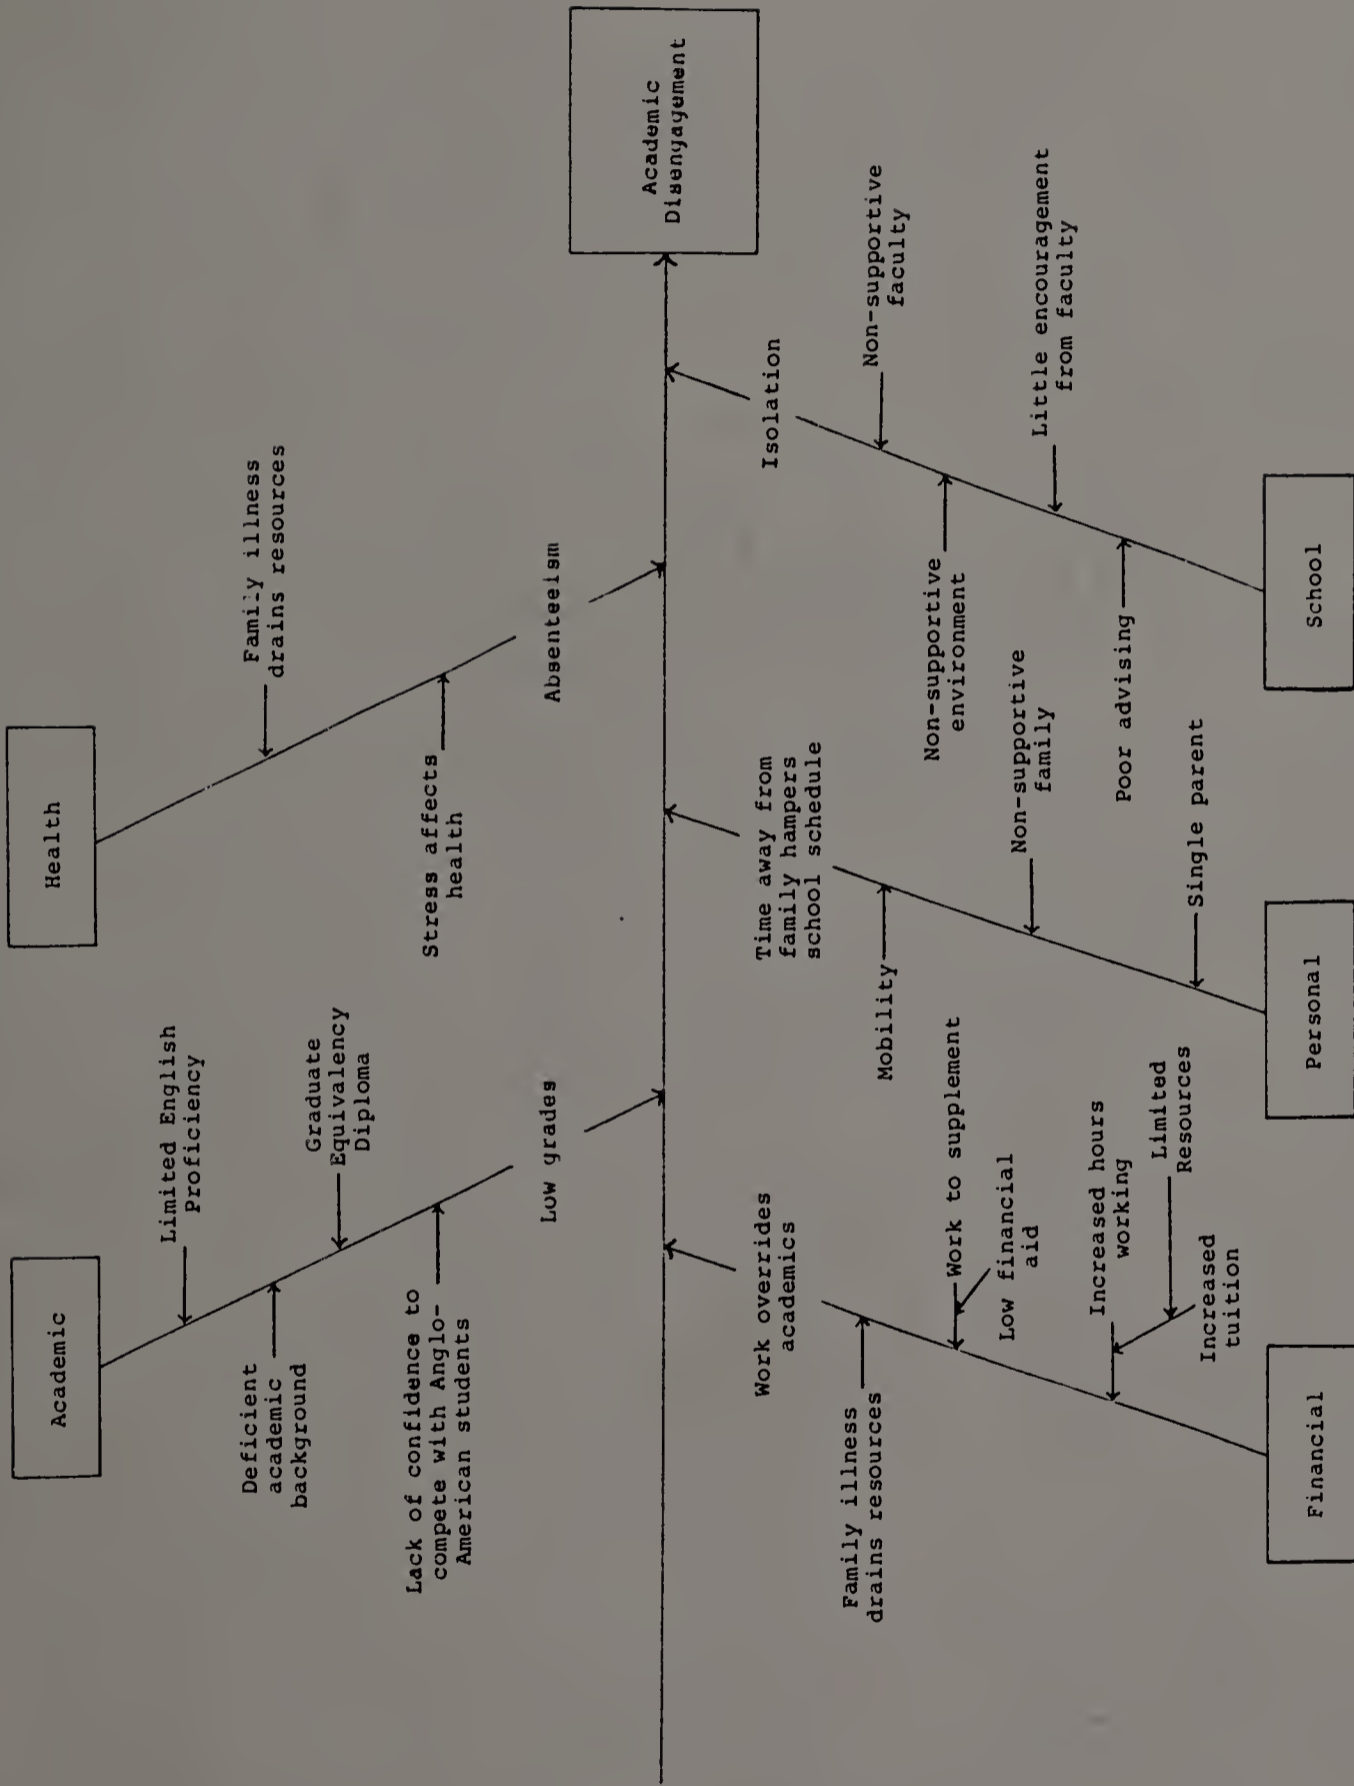 Academic
Limited English
Proficiency
Deficient
academic
background
Graduate
Equivalency
Diploma
Lack of confidence to
compete with Anglo-
American students
Low grades
Health
Family illness
drains resources
Stress affects
health
Absenteeism
Academic
Disengagement
Work overrides
academics
Family illness
drains resources
Work to supplement
Low financial
aid
Increased hours
working
Limited
Resources
Increased
tuition
Financial
Time away from
family hampers
school schedule
Mobility
Non-supportive
family
Single parent
Personal
Isolation
Non-supportive
faculty
Non-supportive
environment
Little encouragement
from faculty
Poor advising
School